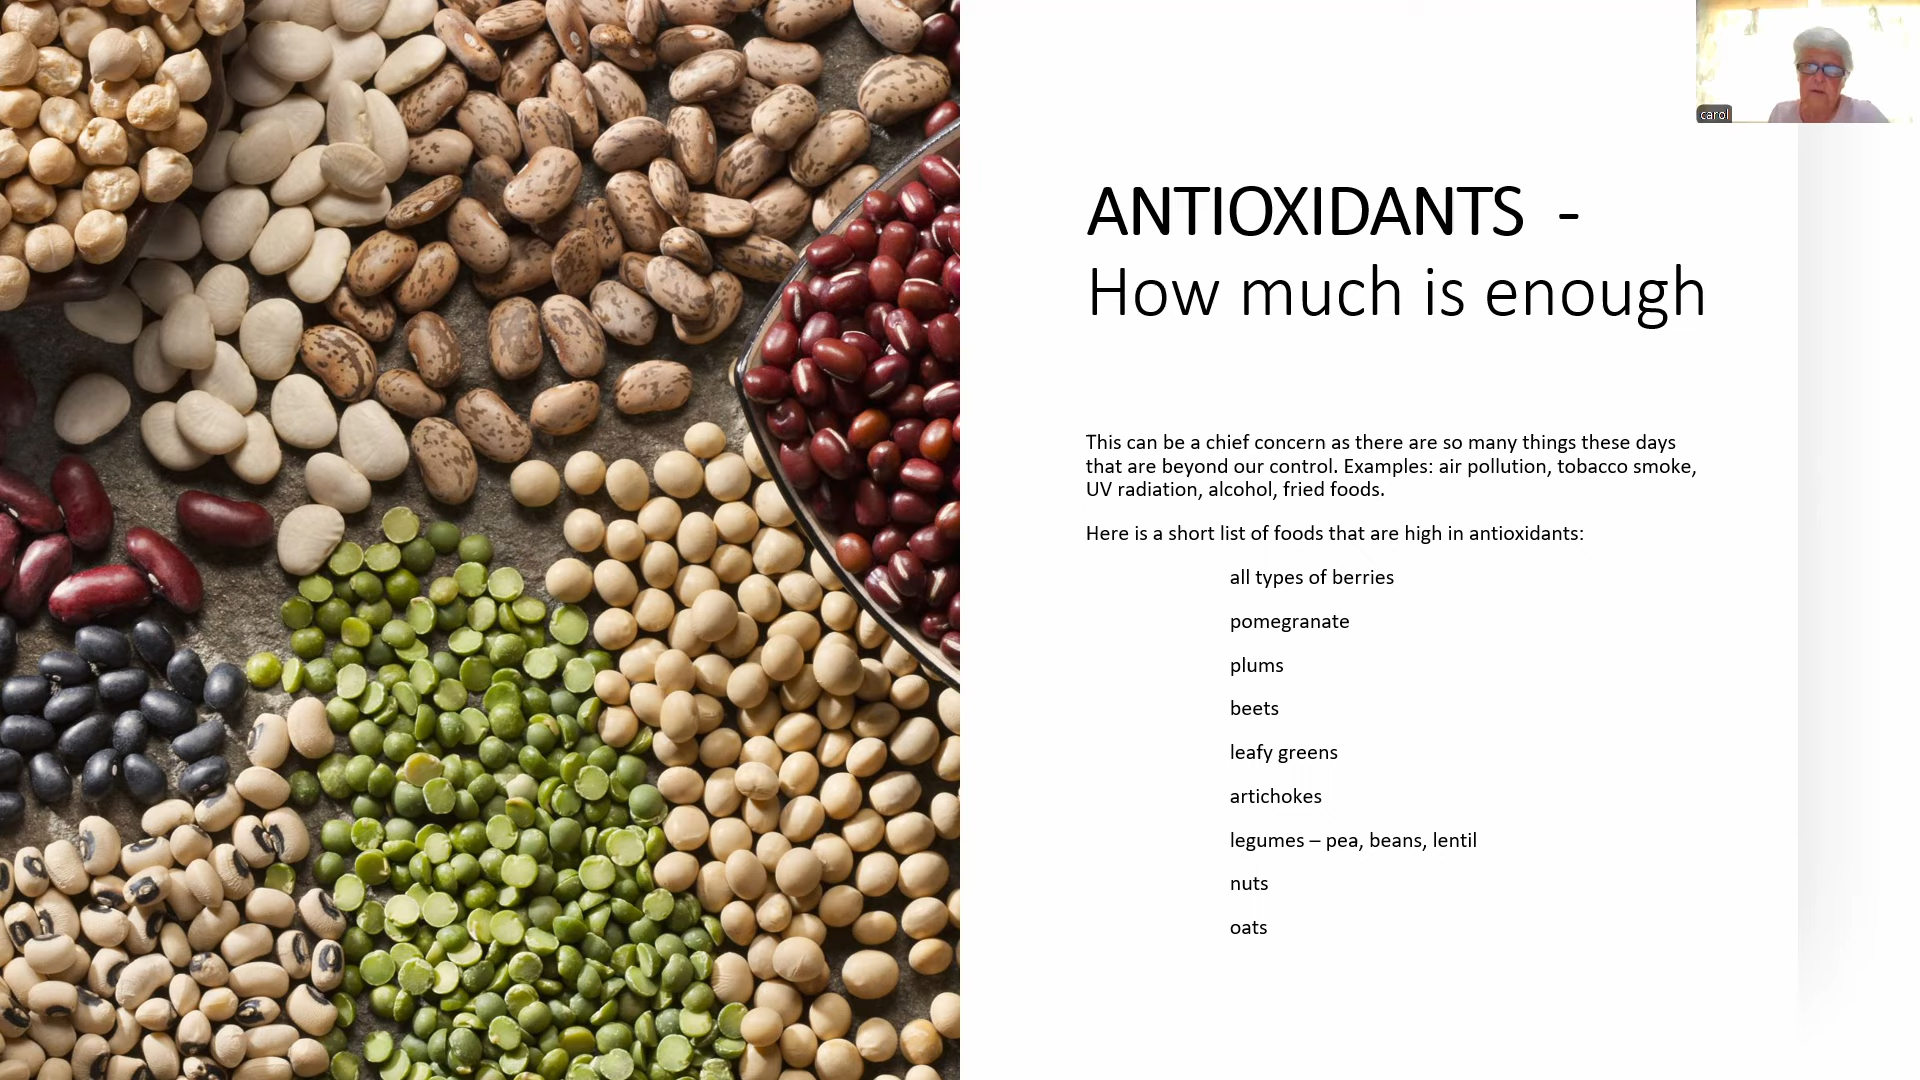 carol
ANTIOXIDANTS -
How much is enough
This can be a chief concern as there are so many things these days
that are beyond our control. Examples: air pollution, tobacco smoke,
UV radiation, alcohol, fried foods.
Here is a short list of foods that are high in antioxidants:
all types of berries
pomegranate
plums
beets
leafy greens
artichokes
legumes – pea, beans, lentil
nuts
oats